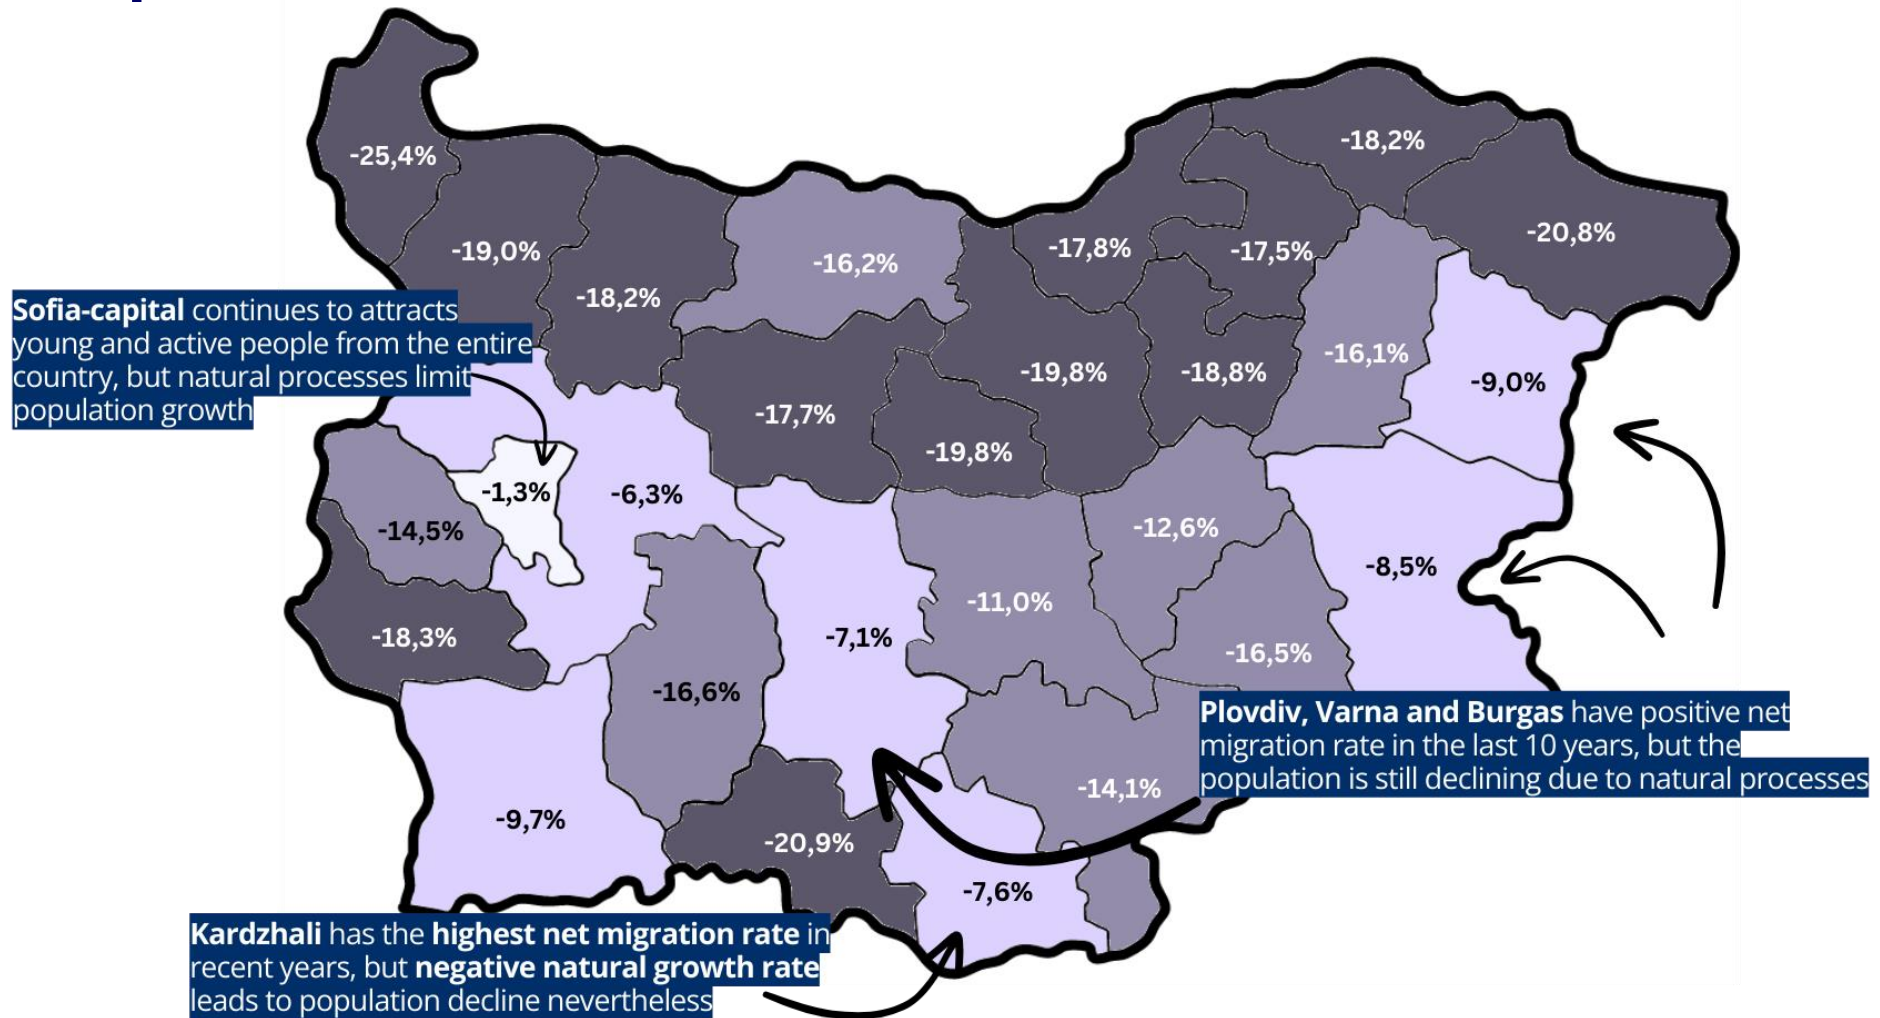 -25,4%
-18,2%
-19,0%
-20,8%
-17,8%
-17,5%
-16,2%
-18,2%
Sofia-capital continues to attracts
young and active people from the entire
country, but natural processes limit
population growth
-16,1%
-19,8%
-18,8%
-9,0%
-17,7%
-19,8%
-1,3%
-6,3%
-14,5%
-12,6%
-8,5%
-11,0%
-18,3%
-7,1%
-16,5%
-16,6%
Plovdiv, Varna and Burgas have positive net
migration rate in the last 10 years, but the
population is still declining due to natural processes
-14,1%
-9,7%
-20,9%
-7,6%
Kardzhali has the highest net migration rate in
recent years, but negative natural growth rate
leads to population decline nevertheless